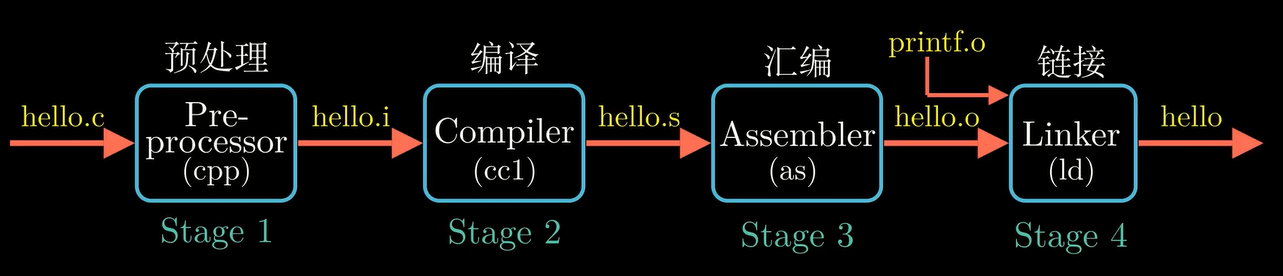 printf.o
预处理
编译
汇编
链接
hello.c
Pre-
processor
(cpp)
hello.i
Compiler
(cc1)
hello.s
Assembler
(as)
hello.o
Linker
(ld)
hello
Stage 1
Stage 2
Stage 3
Stage 4